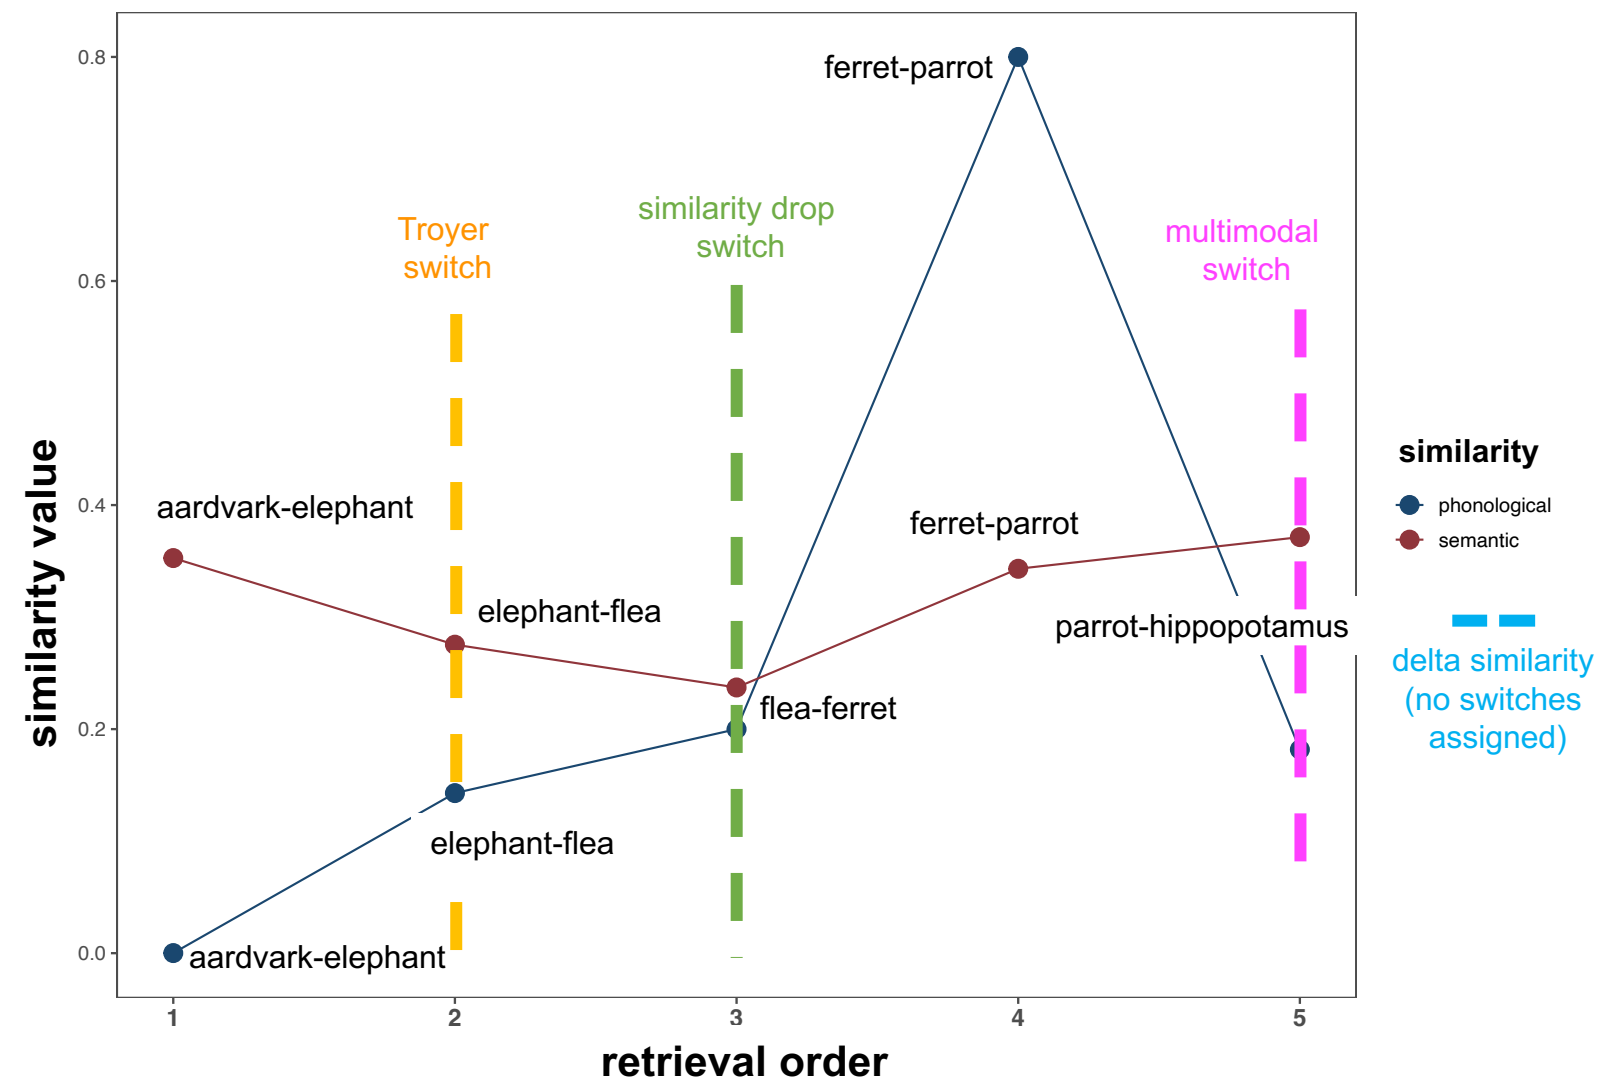 0.8
0.6
0.4
0.2
0.0
similarity value
ferret-parrot
similarity drop
switch
Troyer
switch
multimodal
switch
aardvark-elephant
ferret-parrot
elephant-flea
parrot-hippopotamus
flea-ferret
elephant-flea
aardvark-elephant
1
2
3
4
5
retrieval order
similarity
phonological
semantic
delta similarity
(no switches
assigned)